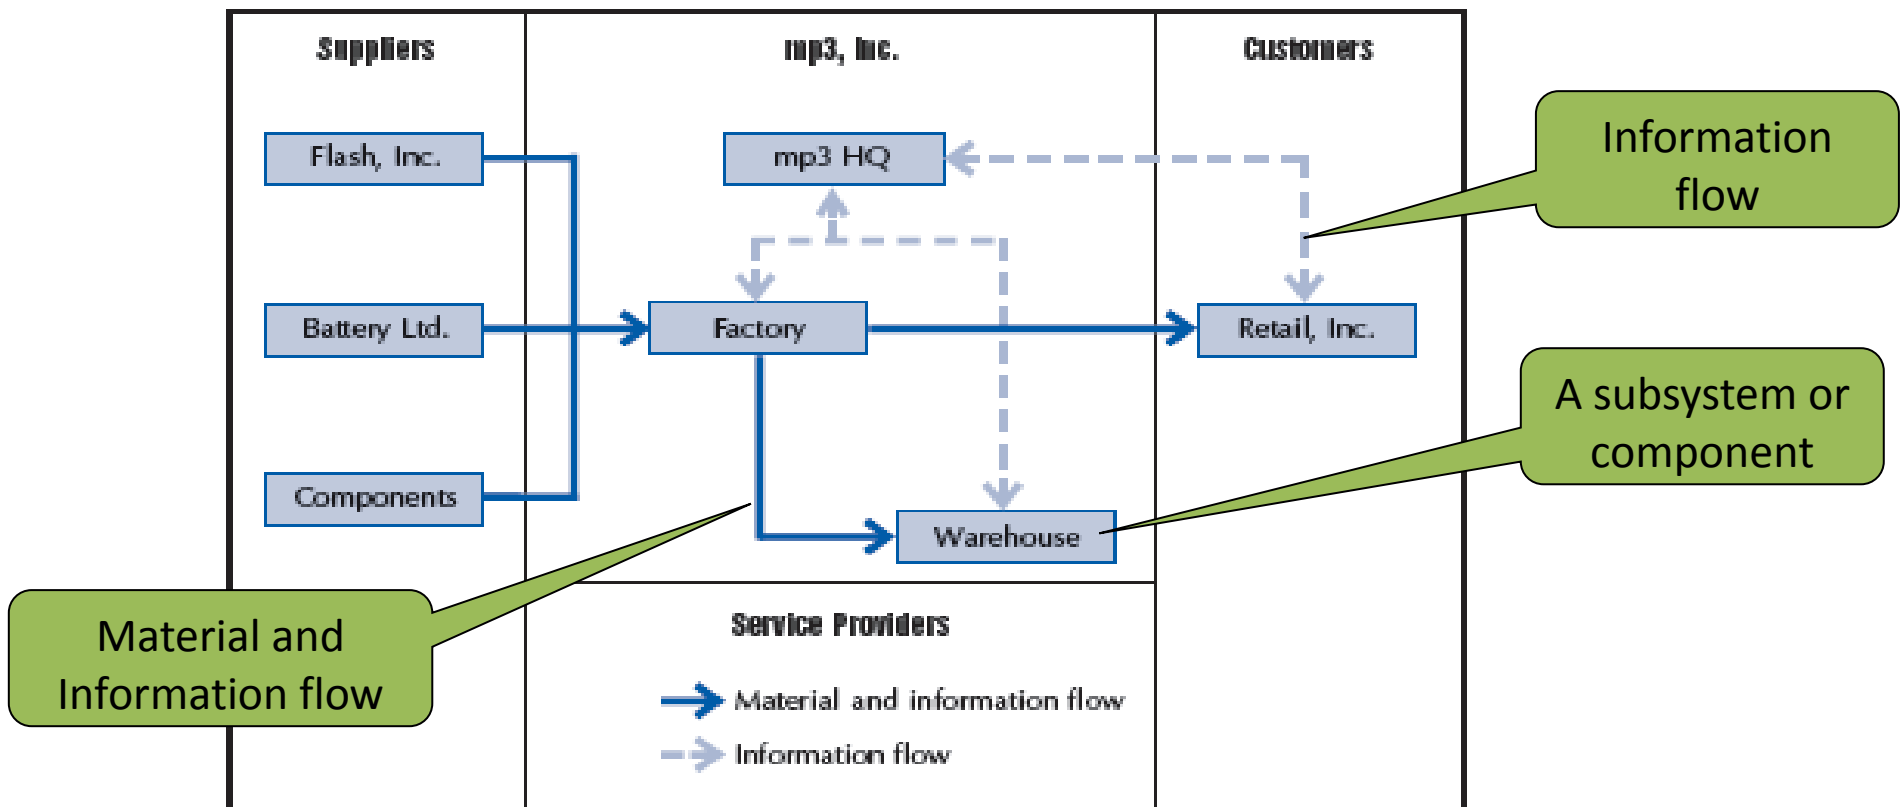 Suppliers
mp3, Inc.
Customers
Flash, Inc.
mp3 HQ
Information
flow
Battery Ltd.
Factory
Retail, Inc.
A subsystem or
component
Components
Warehouse
Material and
Information flow
Service Providers
Material and information flow
Information flow